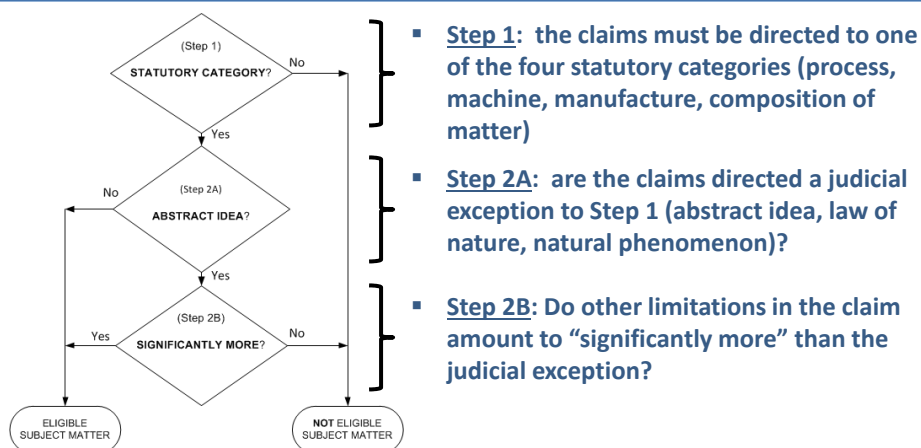 (Step 1)
STATUTORY CATEGORY?
No
Yes
(Step 2A)
ABSTRACT IDEA?
No
Yes
(Step 2B)
SIGNIFICANTLY MORE?
Yes
No
ELIGIBLE
SUBJECT MATTER
NOT ELIGIBLE
SUBJECT MATTER
▪ Step 1: the claims must be directed to one
of the four statutory categories (process,
machine, manufacture, composition of
matter)
▪ Step 2A: are the claims directed a judicial
exception to Step 1 (abstract idea, law of
nature, natural phenomenon)?
▪ Step 2B: Do other limitations in the claim
amount to “significantly more” than the
judicial exception?